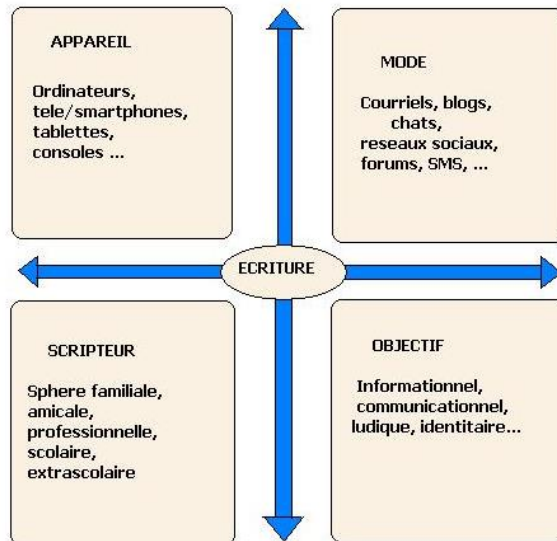 APPAREIL
Ordinateurs,
tele/smartphones,
tablettes,
consoles ...
MODE
Courriels, blogs,
chats,
reseaux sociaux,
forums, SMS, ...
ECRITURE
SCRIPTEUR
Sphere familiale,
amicale,
professionnelle,
scolaire,
extrascolaire
OBJECTIF
Informationnel,
communicationnel,
ludique, identitaire...